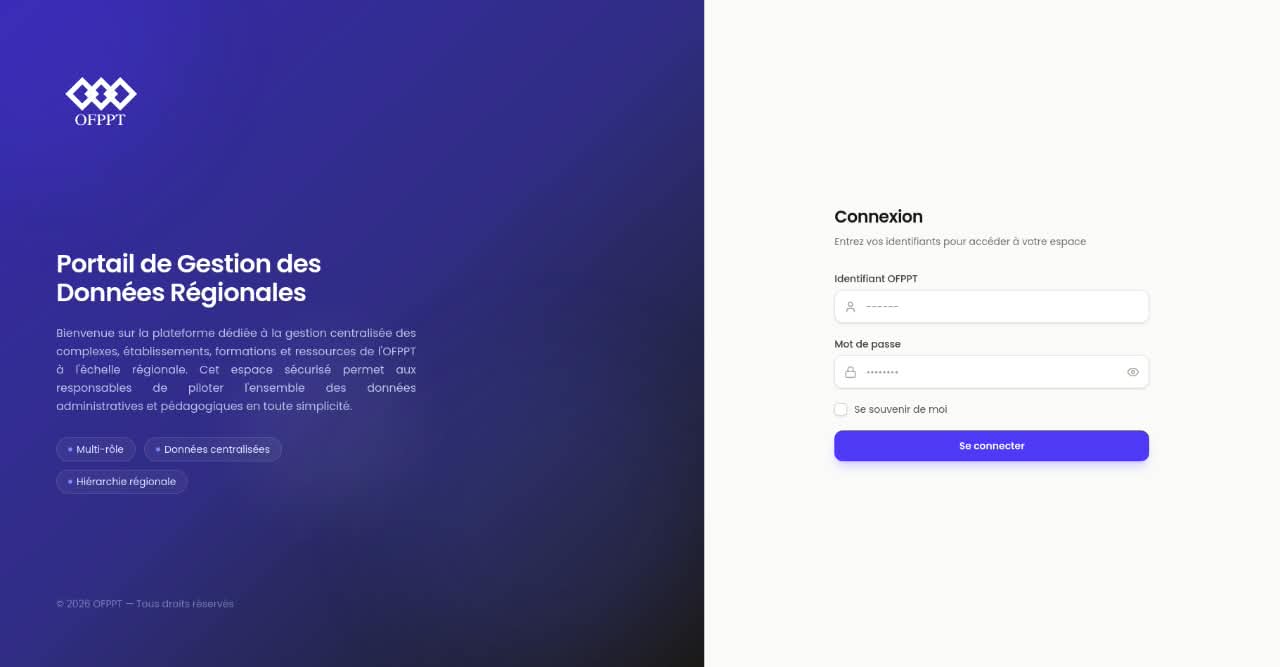 OFPPT
Portail de Gestion des
Données Régionales
Bienvenue sur la plateforme dédiée à la gestion centralisée des
complexes, établissements, formations et ressources de l'OFPPT
à l'échelle régionale. Cet espace sécurisé permet aux
responsables de piloter l'ensemble des données
administratives et pédagogiques en toute simplicité.
Multi-rôle
Données centralisées
Hiérarchie régionale
© 2026 OFPPT — Tous droits réservés
Connexion
Entrez vos identifiants pour accéder à votre espace
Identifiant OFPPT
------
Mot de passe
••••••••
Se souvenir de moi
Se connecter